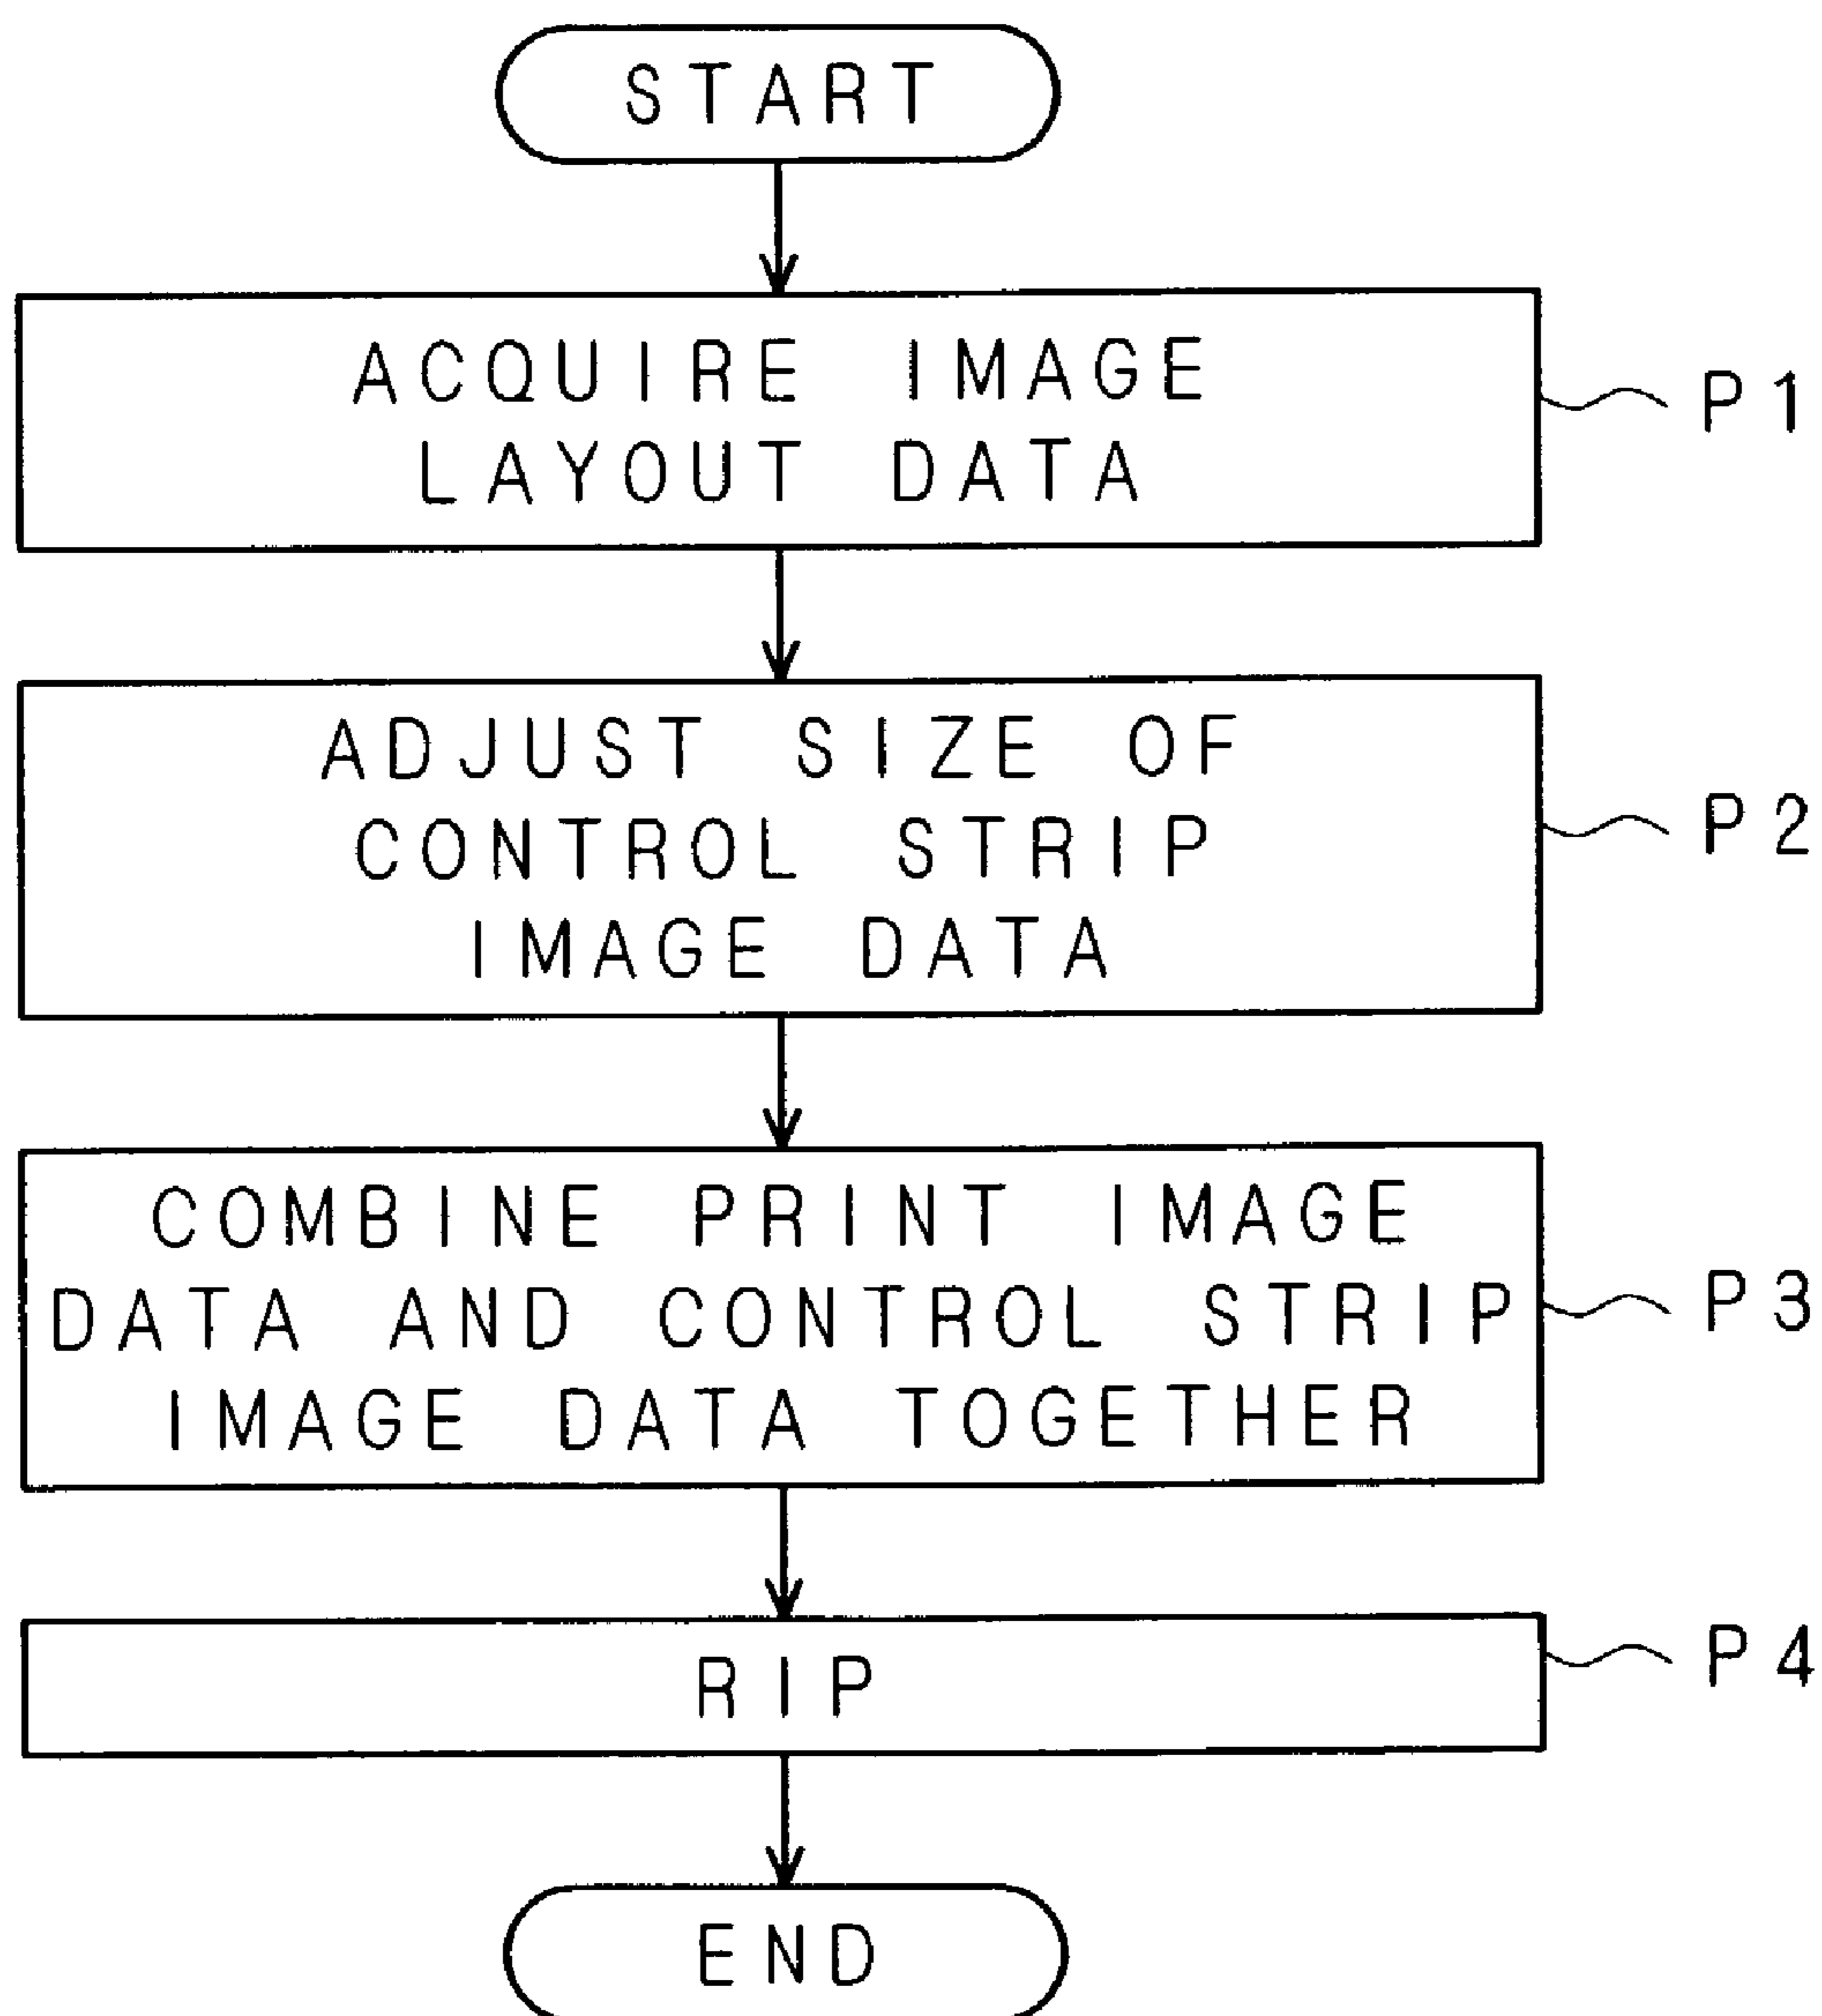 START
ACQUIRE IMAGE
LAYOUT DATA
P1
ADJUST SIZE OF
CONTROL STRIP
IMAGE DATA
P2
COMBINE PRINT IMAGE
DATA AND CONTROL STRIP
IMAGE DATA TOGETHER
P3
RIP
P4
END